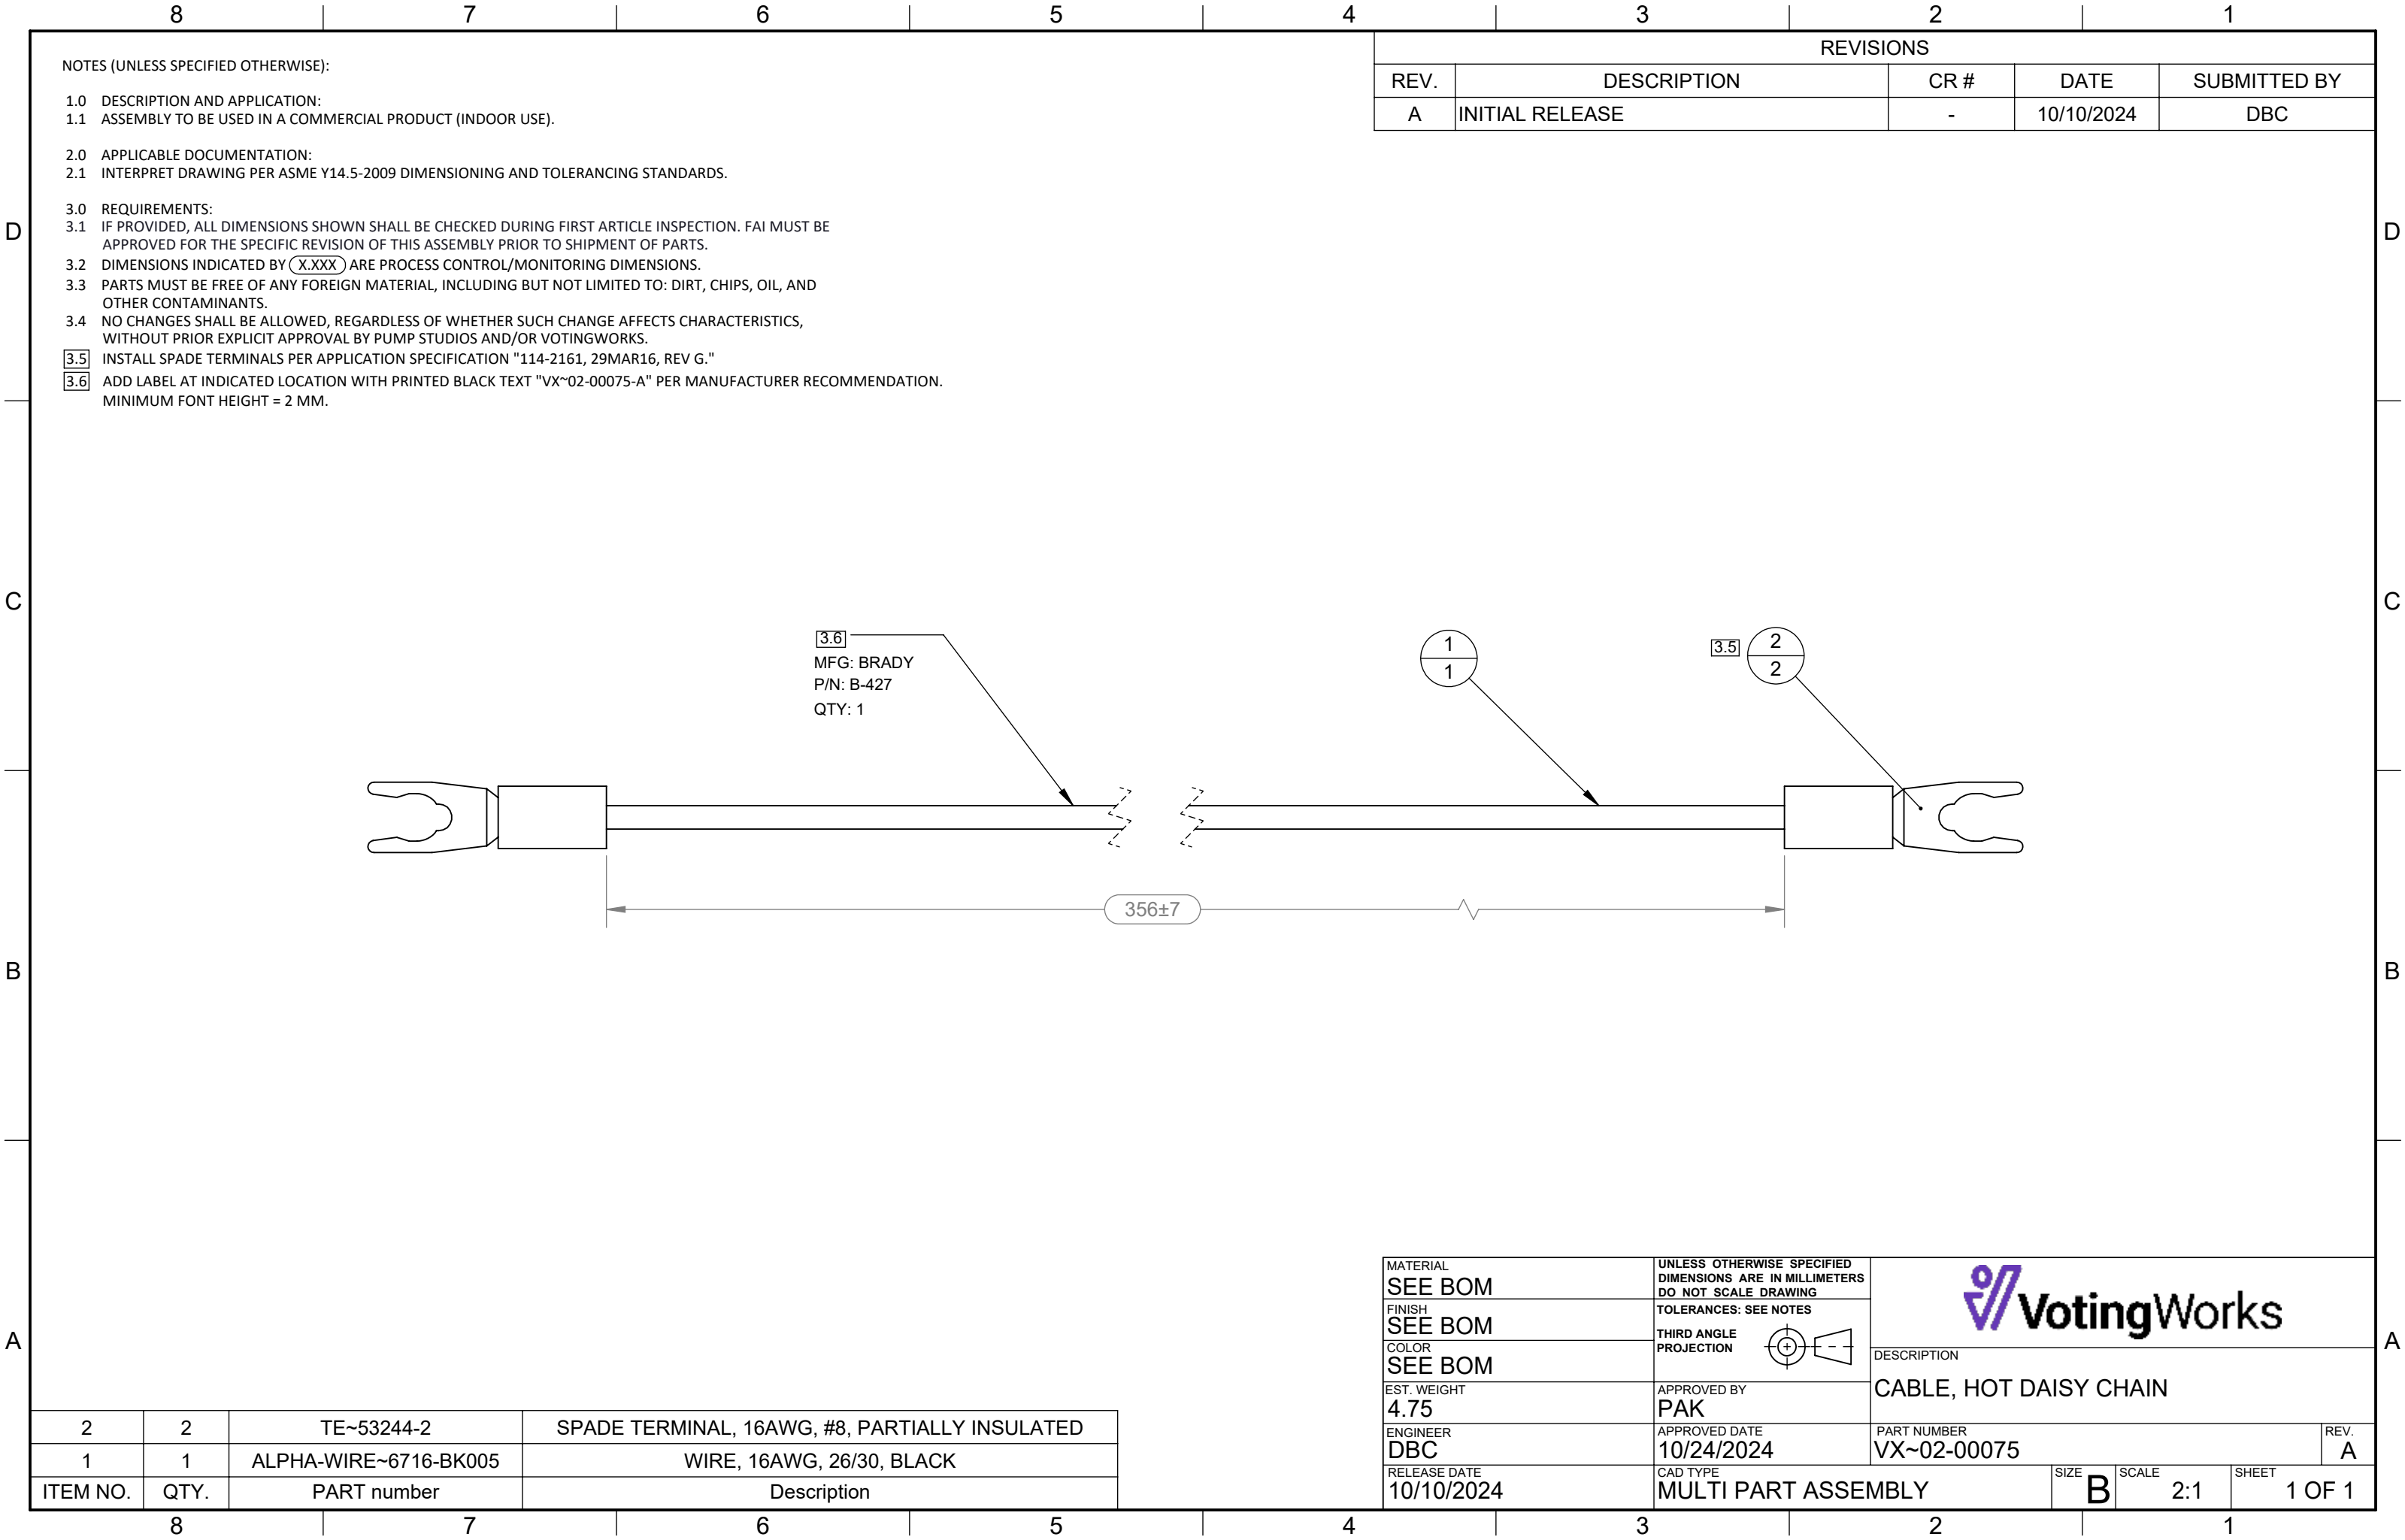 8 7 6 5 4 3 2 1
NOTES (UNLESS SPECIFIED OTHERWISE):
1.0 DESCRIPTION AND APPLICATION:
1.1 ASSEMBLY TO BE USED IN A COMMERCIAL PRODUCT (INDOOR USE).
2.0 APPLICABLE DOCUMENTATION:
2.1 INTERPRET DRAWING PER ASME Y14.5-2009 DIMENSIONING AND TOLERANCING STANDARDS.
3.0 REQUIREMENTS:
3.1 IF PROVIDED, ALL DIMENSIONS SHOWN SHALL BE CHECKED DURING FIRST ARTICLE INSPECTION. FAI MUST BE
APPROVED FOR THE SPECIFIC REVISION OF THIS ASSEMBLY PRIOR TO SHIPMENT OF PARTS.
3.2 DIMENSIONS INDICATED BY X.XXX ARE PROCESS CONTROL/MONITORING DIMENSIONS.
3.3 PARTS MUST BE FREE OF ANY FOREIGN MATERIAL, INCLUDING BUT NOT LIMITED TO: DIRT, CHIPS, OIL, AND
OTHER CONTAMINANTS.
3.4 NO CHANGES SHALL BE ALLOWED, REGARDLESS OF WHETHER SUCH CHANGE AFFECTS CHARACTERISTICS,
WITHOUT PRIOR EXPLICIT APPROVAL BY PUMP STUDIOS AND/OR VOTINGWORKS.
3.5 INSTALL SPADE TERMINALS PER APPLICATION SPECIFICATION "114-2161, 29MAR16, REV G."
3.6 ADD LABEL AT INDICATED LOCATION WITH PRINTED BLACK TEXT "VX~02-00075-A" PER MANUFACTURER RECOMMENDATION.
MINIMUM FONT HEIGHT = 2 MM.
REVISIONS
REV. DESCRIPTION CR # DATE SUBMITTED BY
A INITIAL RELEASE - 10/10/2024 DBC
D D
C C
B B
A A
3.6
MFG: BRADY
P/N: B-427
QTY: 1
1
1
3.5
2
2
356±7
2 2 TE~53244-2 SPADE TERMINAL, 16AWG, #8, PARTIALLY INSULATED
1 1 ALPHA-WIRE~6716-BK005 WIRE, 16AWG, 26/30, BLACK
ITEM NO. QTY. PART number Description
MATERIAL
SEE BOM
FINISH
SEE BOM
COLOR
SEE BOM
EST. WEIGHT
4.75
ENGINEER
DBC
RELEASE DATE
10/10/2024
UNLESS OTHERWISE SPECIFIED
DIMENSIONS ARE IN MILLIMETERS
DO NOT SCALE DRAWING
TOLERANCES: SEE NOTES
THIRD ANGLE
PROJECTION
APPROVED BY
PAK
APPROVED DATE
10/24/2024
CAD TYPE
MULTI PART ASSEMBLY
VotingWorks
DESCRIPTION
CABLE, HOT DAISY CHAIN
PART NUMBER
VX~02-00075
REV.
A
SIZE
B
SCALE
2:1
SHEET
1 OF 1
8 7 6 5 4 3 2 1